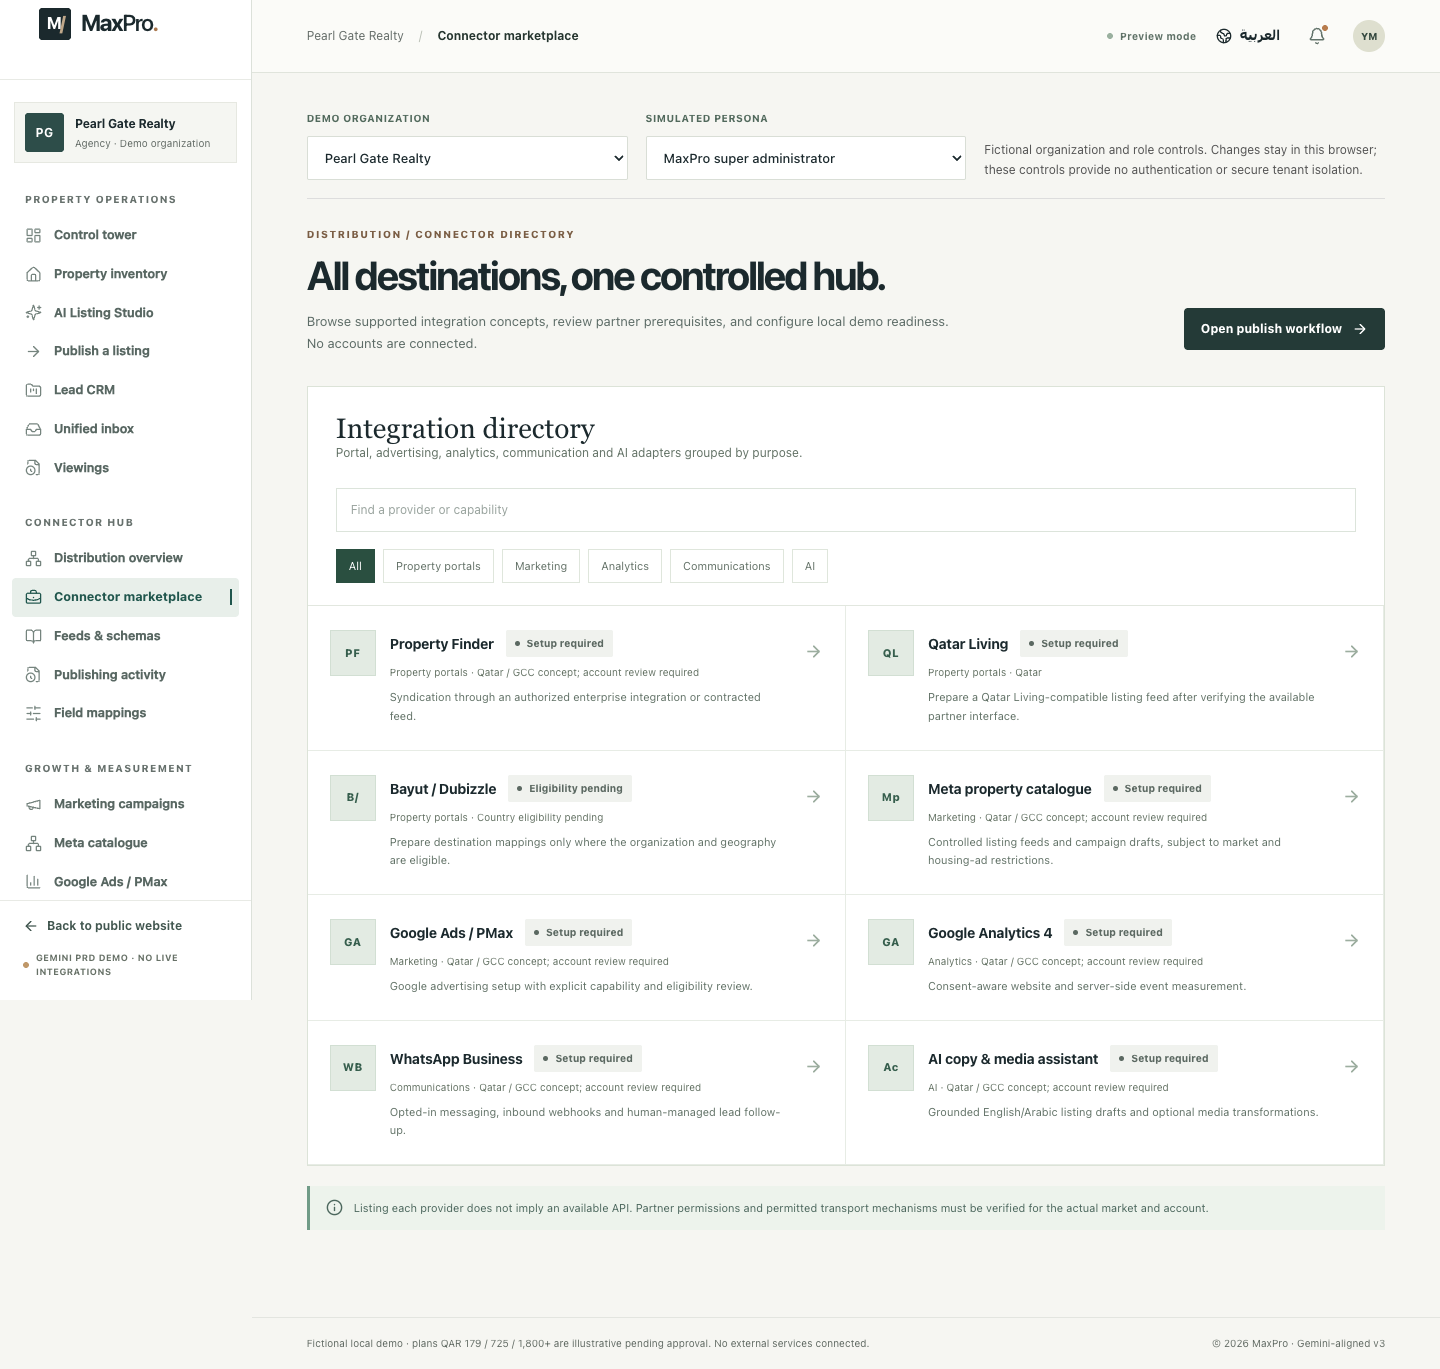 M/ MaxPro.
PG
Pearl Gate Realty
Agency · Demo organization
PROPERTY OPERATIONS
Control tower
Property inventory
AI Listing Studio
Publish a listing
Lead CRM
Unified inbox
Viewings
CONNECTOR HUB
Distribution overview
Connector marketplace
Feeds & schemas
Publishing activity
Field mappings
GROWTH & MEASUREMENT
Marketing campaigns
Meta catalogue
Google Ads / PMax
Back to public website
GEMINI PRD DEMO · NO LIVE
INTEGRATIONS
Pearl Gate Realty / Connector marketplace
Preview mode
العربية
YM
DEMO ORGANIZATION
Pearl Gate Realty
SIMULATED PERSONA
MaxPro super administrator
Fictional organization and role controls. Changes stay in this browser;
these controls provide no authentication or secure tenant isolation.
DISTRIBUTION / CONNECTOR DIRECTORY
All destinations, one controlled hub.
Browse supported integration concepts, review partner prerequisites, and configure local demo readiness.
No accounts are connected.
Open publish workflow
Integration directory
Portal, advertising, analytics, communication and AI adapters grouped by purpose.
Find a provider or capability
All
Property portals
Marketing
Analytics
Communications
AI
PF
Property Finder
Setup required
Property portals · Qatar / GCC concept; account review required
Syndication through an authorized enterprise integration or contracted
feed.
QL
Qatar Living
Setup required
Property portals · Qatar
Prepare a Qatar Living-compatible listing feed after verifying the available
partner interface.
B/
Bayut / Dubizzle
Eligibility pending
Property portals · Country eligibility pending
Prepare destination mappings only where the organization and geography
are eligible.
Mp
Meta property catalogue
Setup required
Marketing · Qatar / GCC concept; account review required
Controlled listing feeds and campaign drafts, subject to market and
housing-ad restrictions.
GA
Google Ads / PMax
Setup required
Marketing · Qatar / GCC concept; account review required
Google advertising setup with explicit capability and eligibility review.
GA
Google Analytics 4
Setup required
Analytics · Qatar / GCC concept; account review required
Consent-aware website and server-side event measurement.
WB
WhatsApp Business
Setup required
Communications · Qatar / GCC concept; account review required
Opted-in messaging, inbound webhooks and human-managed lead follow-
up.
Ac
AI copy & media assistant
Setup required
AI · Qatar / GCC concept; account review required
Grounded English/Arabic listing drafts and optional media transformations.
Listing each provider does not imply an available API. Partner permissions and permitted transport mechanisms must be verified for the actual market and account.
Fictional local demo · plans QAR 179 / 725 / 1,800+ are illustrative pending approval. No external services connected.
© 2026 MaxPro · Gemini-aligned v3